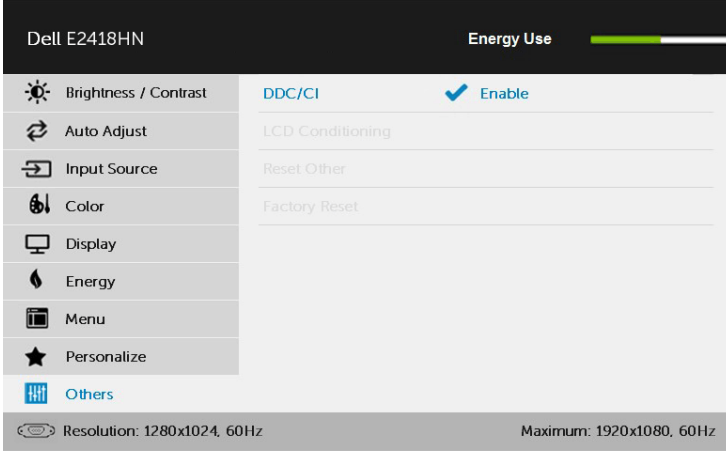 Dell E2418HN
Energy Use
Brightness / Contrast
DDC/CI
Enable
Auto Adjust
LCD Conditioning
Input Source
Reset Other
Color
Factory Reset
Display
Energy
Menu
Personalize
Others
Resolution: 1280x1024, 60Hz
Maximum: 1920x1080, 60Hz